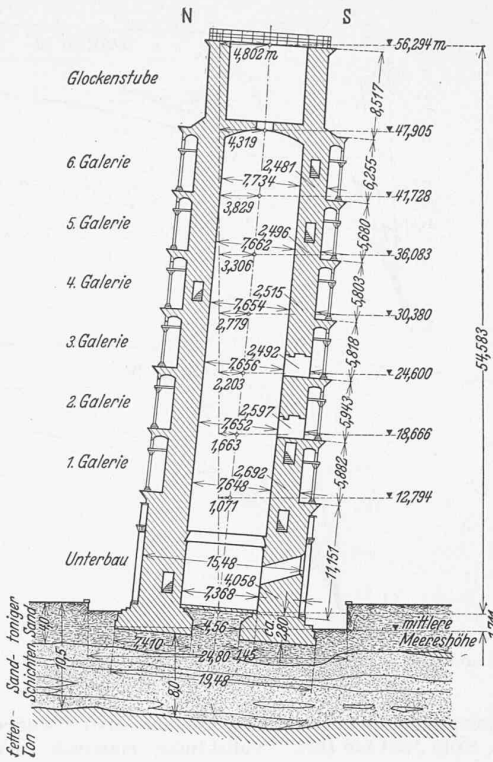 N S
4,802 m
56,294 m
Glockenstube
8,517
4,319
47,905
6. Galerie
2,481
6,255
7,734
41,728
3,829
5. Galerie
2,496
5,680
7,662
36,083
3,306
4. Galerie
2,515
5,803
7,654
30,380
2,779
54,583
3. Galerie
2,492
5,818
7,656
24,600
2,203
2. Galerie
2,597
5,943
7,652
18,666
1,663
1. Galerie
2,692
5,882
7,648
12,794
1,071
11,151
Unterbau
15,48
4,058
7,368
4,56
ca. 2,80
mittlere
Meereshöhe
toniger Sand
4,0
7,470
24,80
1,45
Sand-
Schichten
10,5
19,48
8,0
Fetter-
Ton